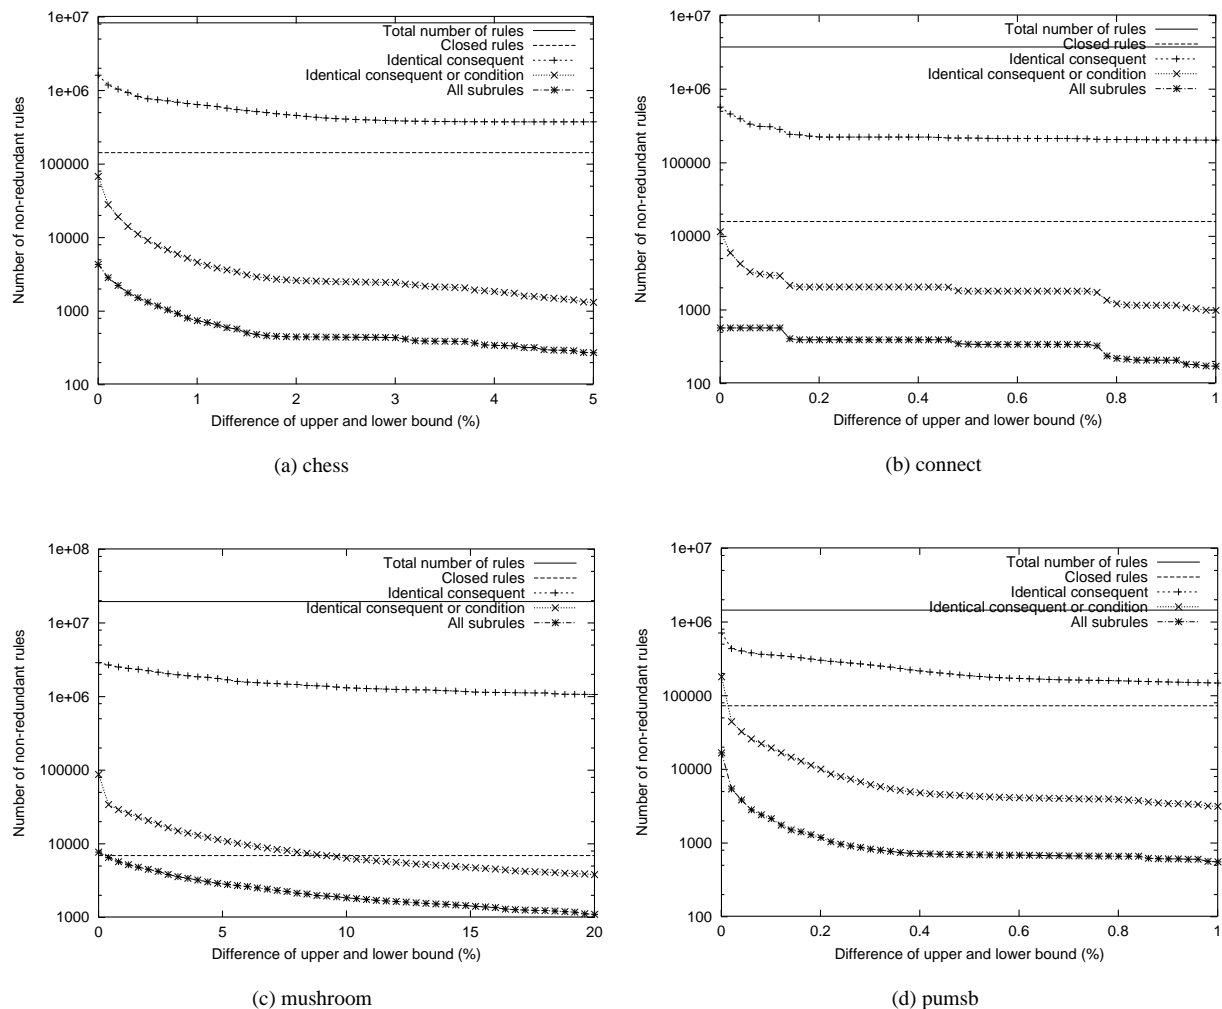 1e+07
1e+06
100000
10000
1000
100
0 1 2 3 4 5
Number of non-redundant rules
Difference of upper and lower bound (%)
Total number of rules
Closed rules
Identical consequent
Identical consequent or condition
All subrules
(a) chess
1e+07
1e+06
100000
10000
1000
100
0 0.2 0.4 0.6 0.8 1
Number of non-redundant rules
Difference of upper and lower bound (%)
Total number of rules
Closed rules
Identical consequent
Identical consequent or condition
All subrules
(b) connect
1e+08
1e+07
1e+06
100000
10000
1000
0 5 10 15 20
Number of non-redundant rules
Difference of upper and lower bound (%)
Total number of rules
Closed rules
Identical consequent
Identical consequent or condition
All subrules
(c) mushroom
1e+07
1e+06
100000
10000
1000
100
0 0.2 0.4 0.6 0.8 1
Number of non-redundant rules
Difference of upper and lower bound (%)
Total number of rules
Closed rules
Identical consequent
Identical consequent or condition
All subrules
(d) pumsb